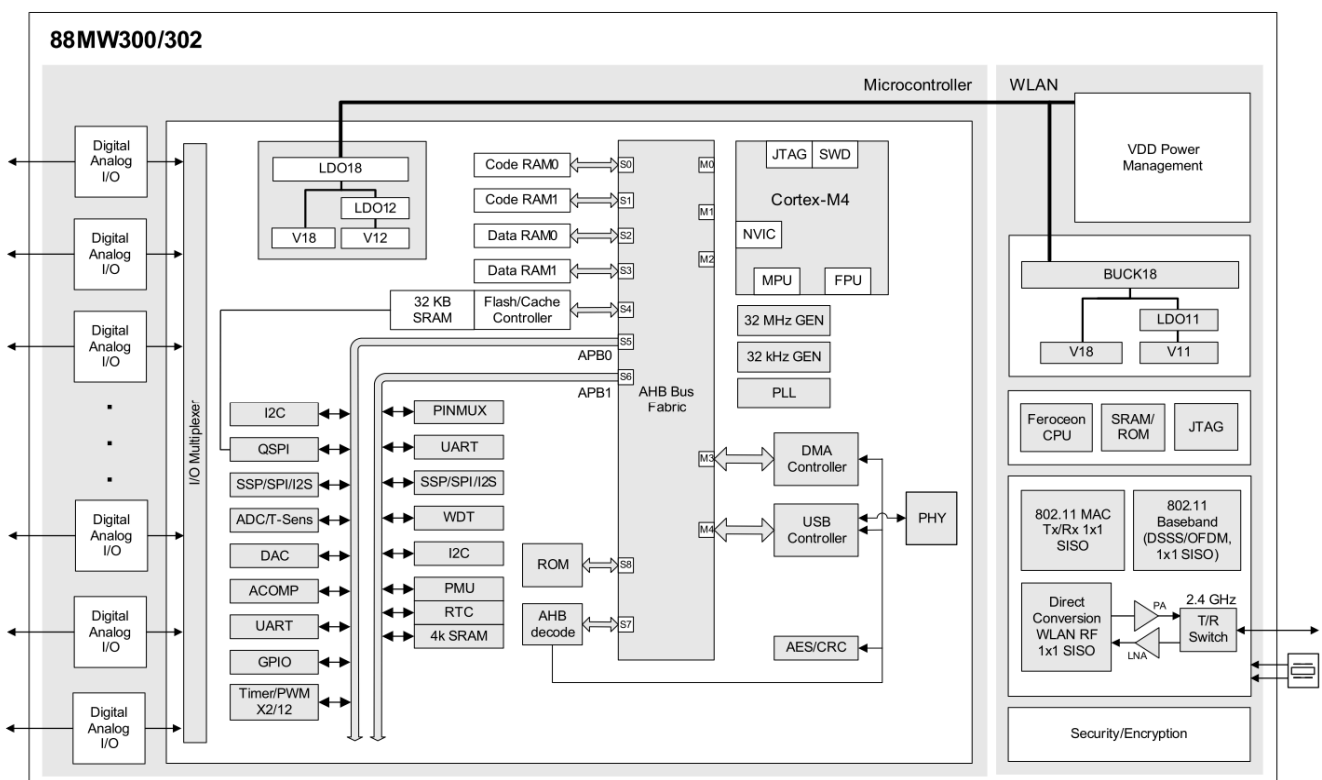 88MW300/302
Microcontroller
WLAN
Digital
Analog
I/O
Digital
Analog
I/O
Digital
Analog
I/O
Digital
Analog
I/O
Digital
Analog
I/O
Digital
Analog
I/O
I/O Multiplexer
LDO18
LDO12
V18
V12
Code RAM0
Code RAM1
Data RAM0
Data RAM1
32 KB
SRAM
Flash/Cache
Controller
APB0
APB1
I2C
QSPI
SSP/SPI/I2S
ADC/T-Sens
DAC
ACOMP
UART
GPIO
Timer/PWM
X2/12
PINMUX
UART
SSP/SPI/I2S
WDT
I2C
PMU
RTC
4k SRAM
ROM
AHB
decode
S0
S1
S2
S3
S4
S5
S6
S8
S7
AHB Bus
Fabric
M0
M1
M2
M3
M4
JTAG
SWD
Cortex-M4
NVIC
MPU
FPU
32 MHz GEN
32 kHz GEN
PLL
DMA
Controller
USB
Controller
PHY
AES/CRC
VDD Power
Management
BUCK18
LDO11
V18
V11
Feroceon
CPU
SRAM/
ROM
JTAG
802.11 MAC
Tx/Rx 1x1
SISO
802.11
Baseband
(DSSS/OFDM,
1x1 SISO)
Direct
Conversion
WLAN RF
1x1 SISO
PA
LNA
2.4 GHz
T/R
Switch
Security/Encryption